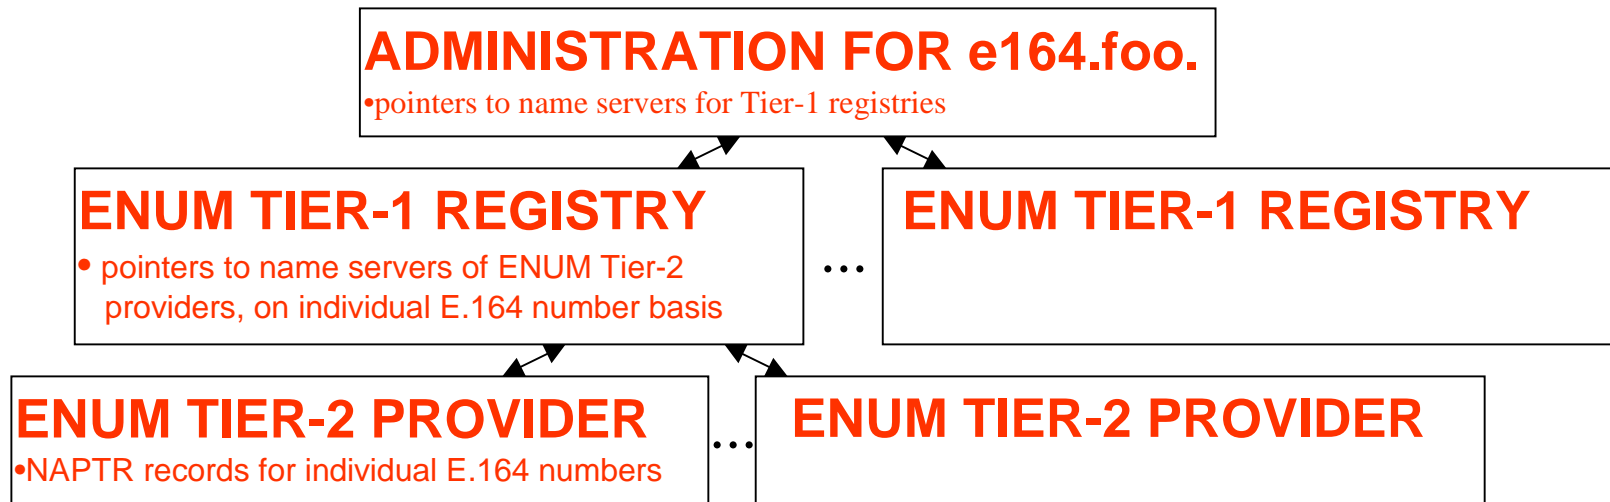 ADMINISTRATION FOR e164.foo.
•pointers to name servers for Tier-1 registries
ENUM TIER-1 REGISTRY
• pointers to name servers of ENUM Tier-2
providers, on individual E.164 number basis
...
ENUM TIER-1 REGISTRY
ENUM TIER-2 PROVIDER
•NAPTR records for individual E.164 numbers
...
ENUM TIER-2 PROVIDER